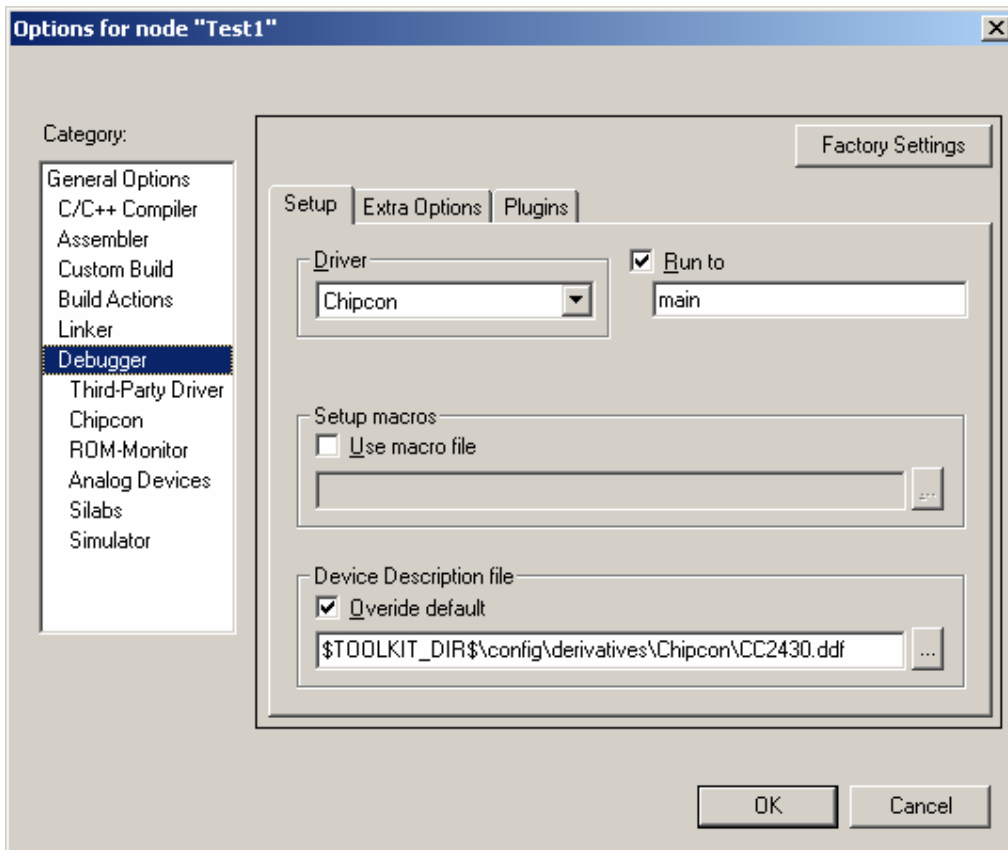 Options for node "Test1"
Category:
General Options
C/C++ Compiler
Assembler
Custom Build
Build Actions
Linker
Debugger
Third-Party Driver
Chipcon
ROM-Monitor
Analog Devices
Silabs
Simulator
Factory Settings
Setup
Extra Options
Plugins
Driver
Chipcon
Run to
main
Setup macros
Use macro file
...
Device Description file
Overide default
$TOOLKIT_DIR$\config\derivatives\Chipcon\CC2430.ddf
...
OK
Cancel